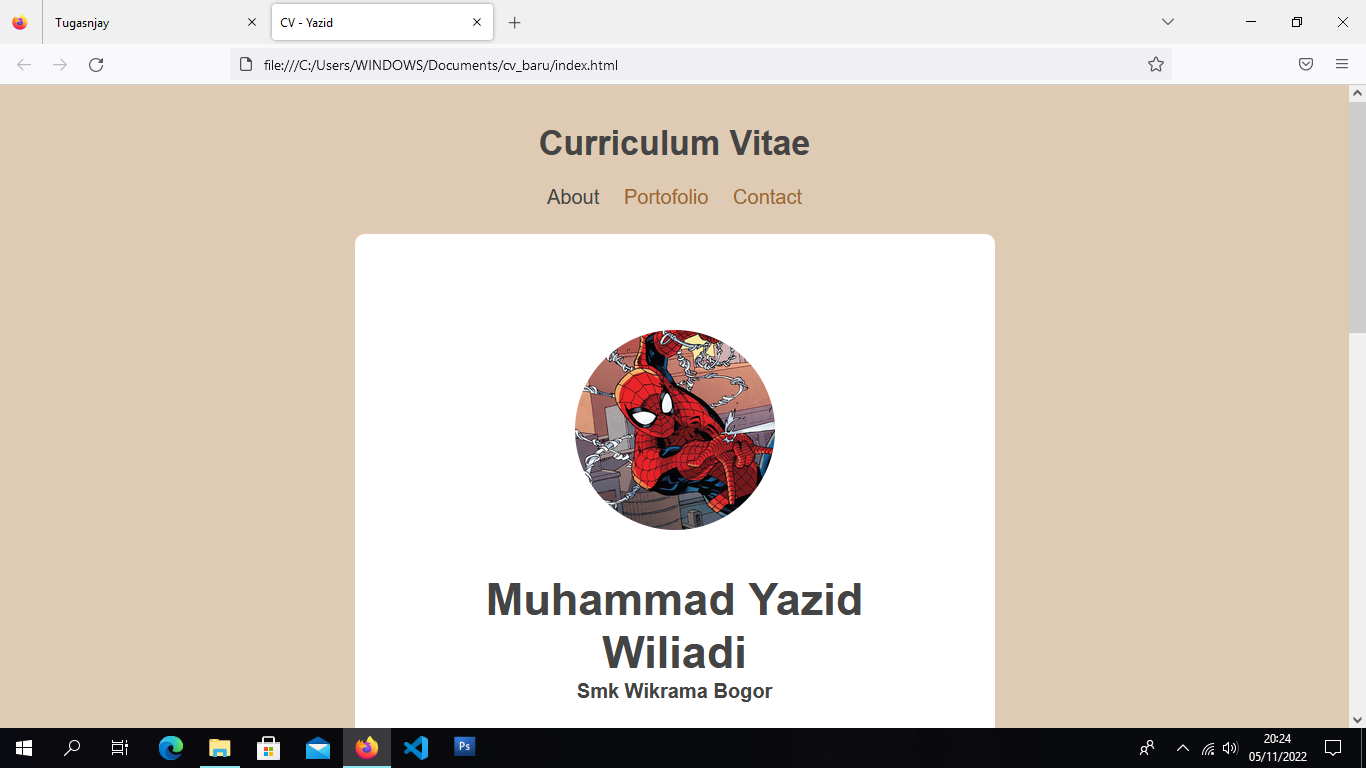 Tugasnjay
CV - Yazid
file:///C:/Users/WINDOWS/Documents/cv_baru/index.html
Curriculum Vitae
About Portofolio Contact
Muhammad Yazid
Wiliadi
Smk Wikrama Bogor
Ps
20:24
05/11/2022